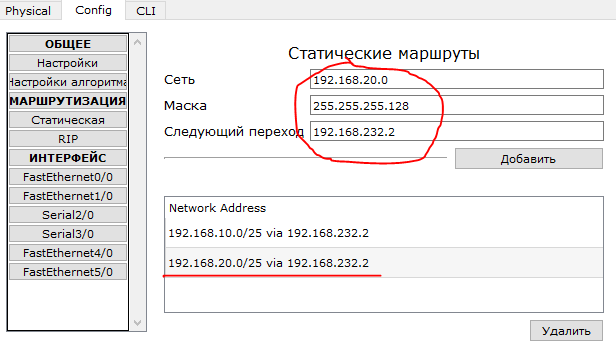 Physical Config CLI
ОБЩЕЕ
Настройки
Настройки алгоритма
МАРШРУТИЗАЦИЯ
Статическая
RIP
ИНТЕРФЕЙС
FastEthernet0/0
FastEthernet1/0
Serial2/0
Serial3/0
FastEthernet4/0
FastEthernet5/0
Статические маршруты
Сеть 192.168.20.0
Маска 255.255.255.128
Следующий переход 192.168.232.2
Добавить
Network Address
192.168.10.0/25 via 192.168.232.2
192.168.20.0/25 via 192.168.232.2
Удалить